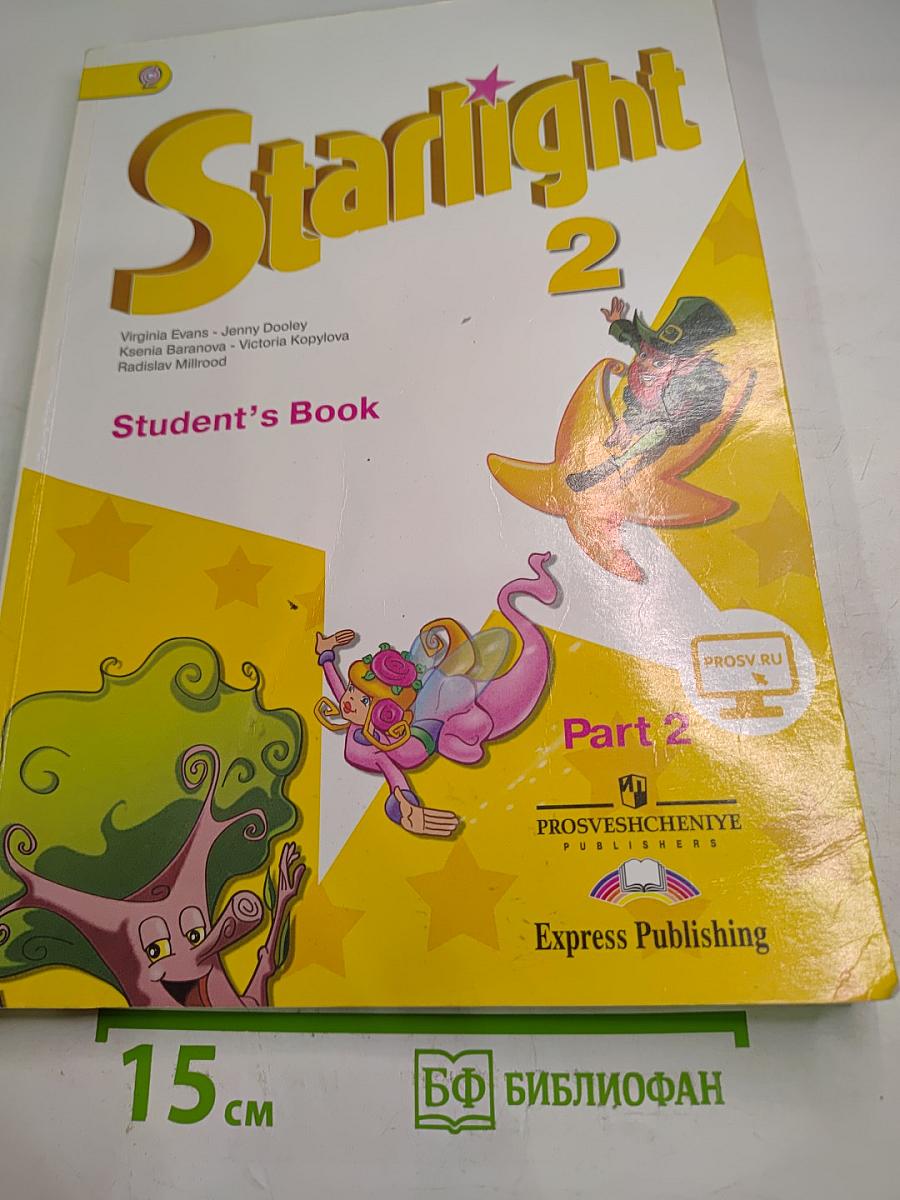 Starlight
2
Virginia Evans - Jenny Dooley
Ksenia Baranova - Victoria Kopylova
Radislav Millrood
Student's Book
PROSV.RU
Part 2
PROSVESHCHENIYE
PUBLISHERS
Express Publishing
15 см
БФ БИБЛИОФАН